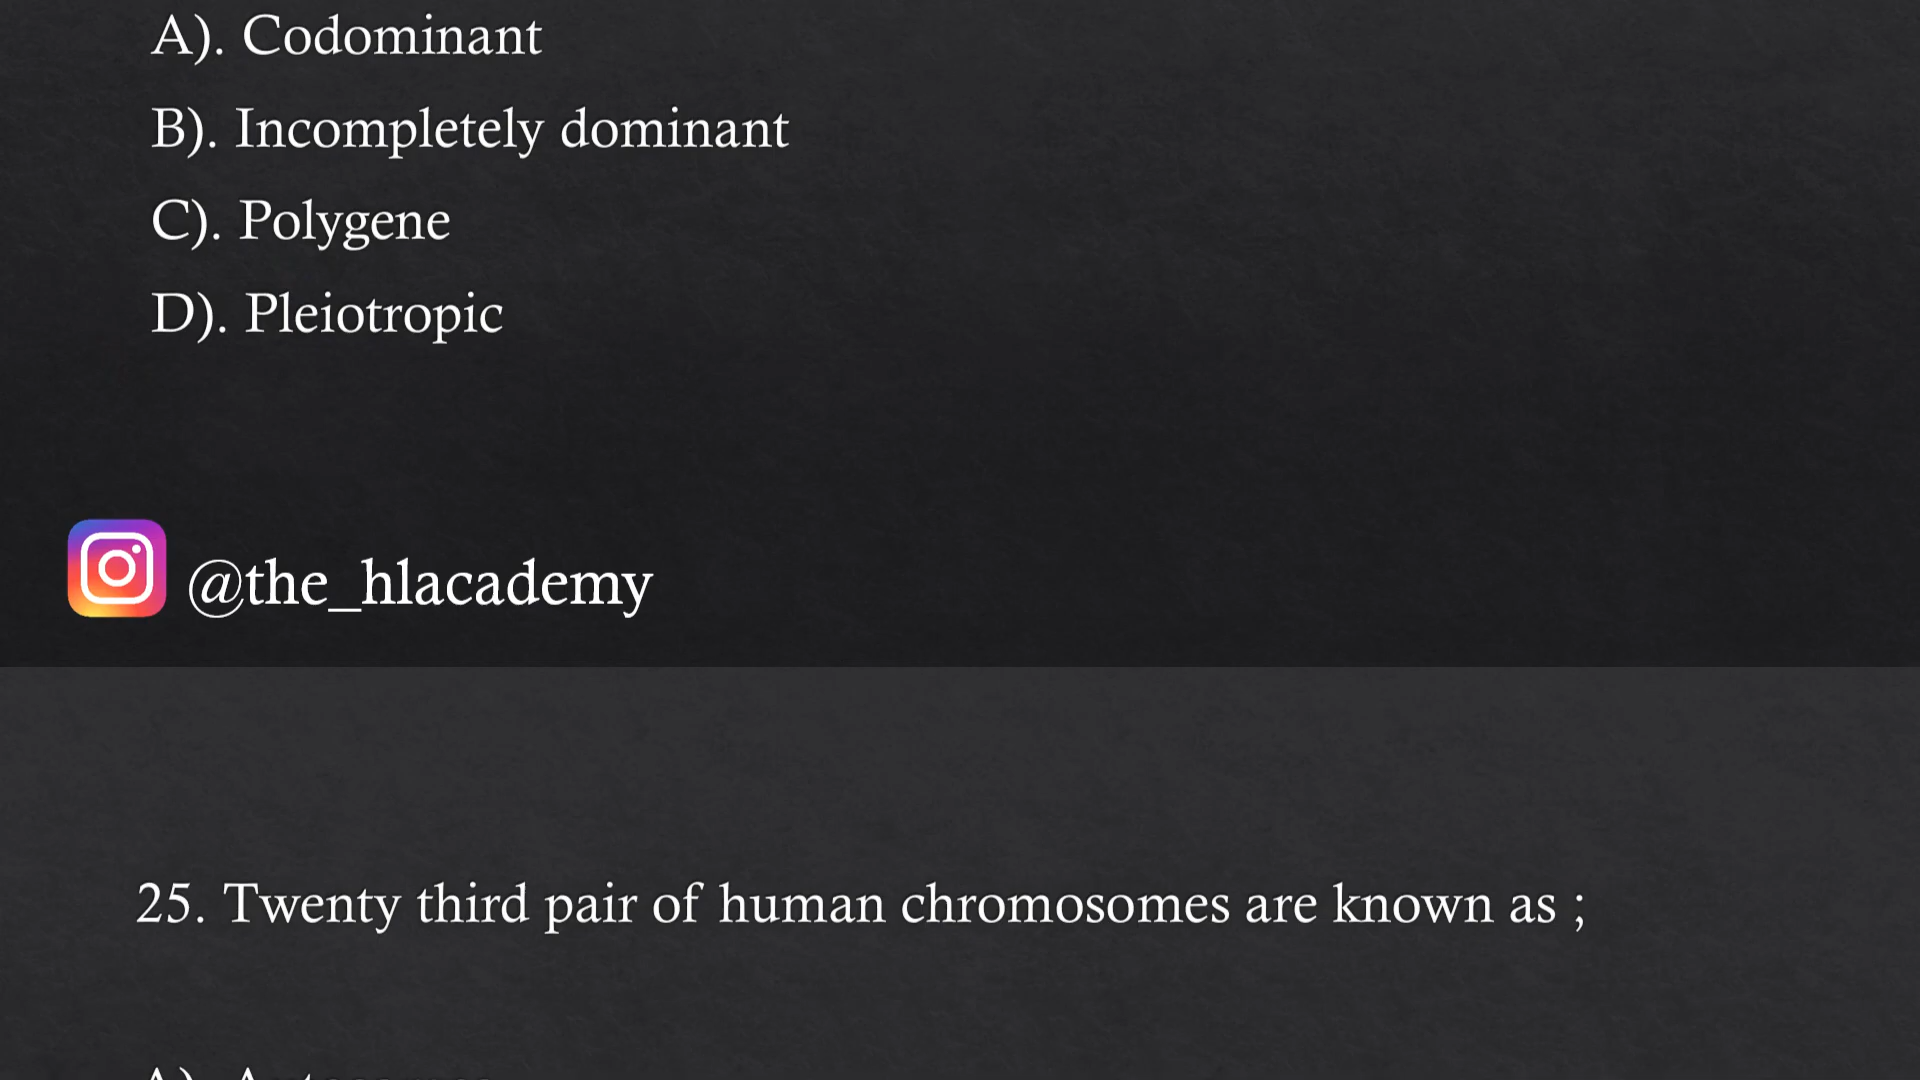 A). Codominant
B). Incompletely dominant
C). Polygene
D). Pleiotropic
@the_hlacademy
25. Twenty third pair of human chromosomes are known as ;